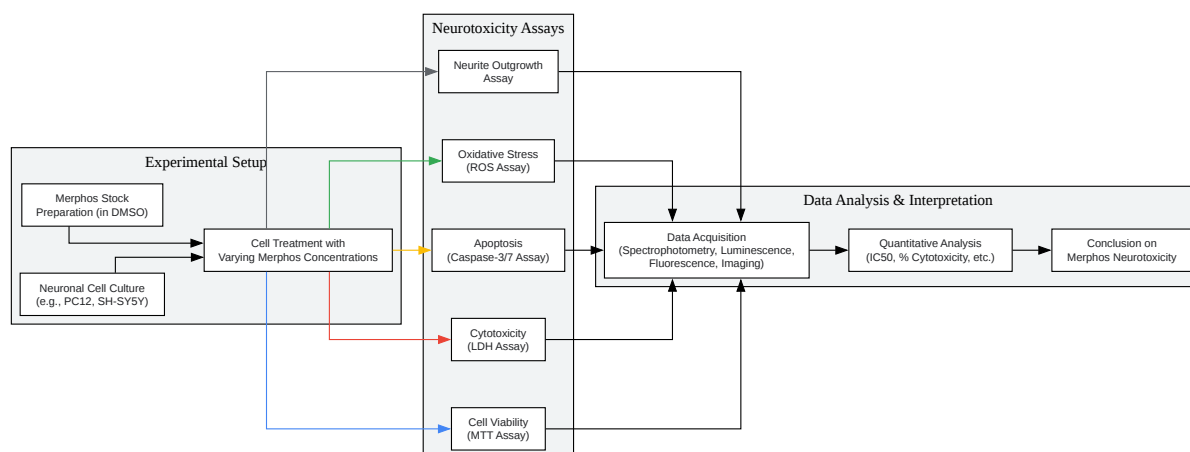 Neurotoxicity Assays
Neurite Outgrowth
Assay
Oxidative Stress
(ROS Assay)
Apoptosis
(Caspase-3/7 Assay)
Cytotoxicity
(LDH Assay)
Cell Viability
(MTT Assay)
Experimental Setup
Merphos Stock
Preparation (in DMSO)
Cell Treatment with
Varying Merphos Concentrations
Neuronal Cell Culture
(e.g., PC12, SH-SY5Y)
Data Analysis & Interpretation
Data Acquisition
(Spectrophotometry, Luminescence,
Fluorescence, Imaging)
Quantitative Analysis
(IC50, % Cytotoxicity, etc.)
Conclusion on
Merphos Neurotoxicity